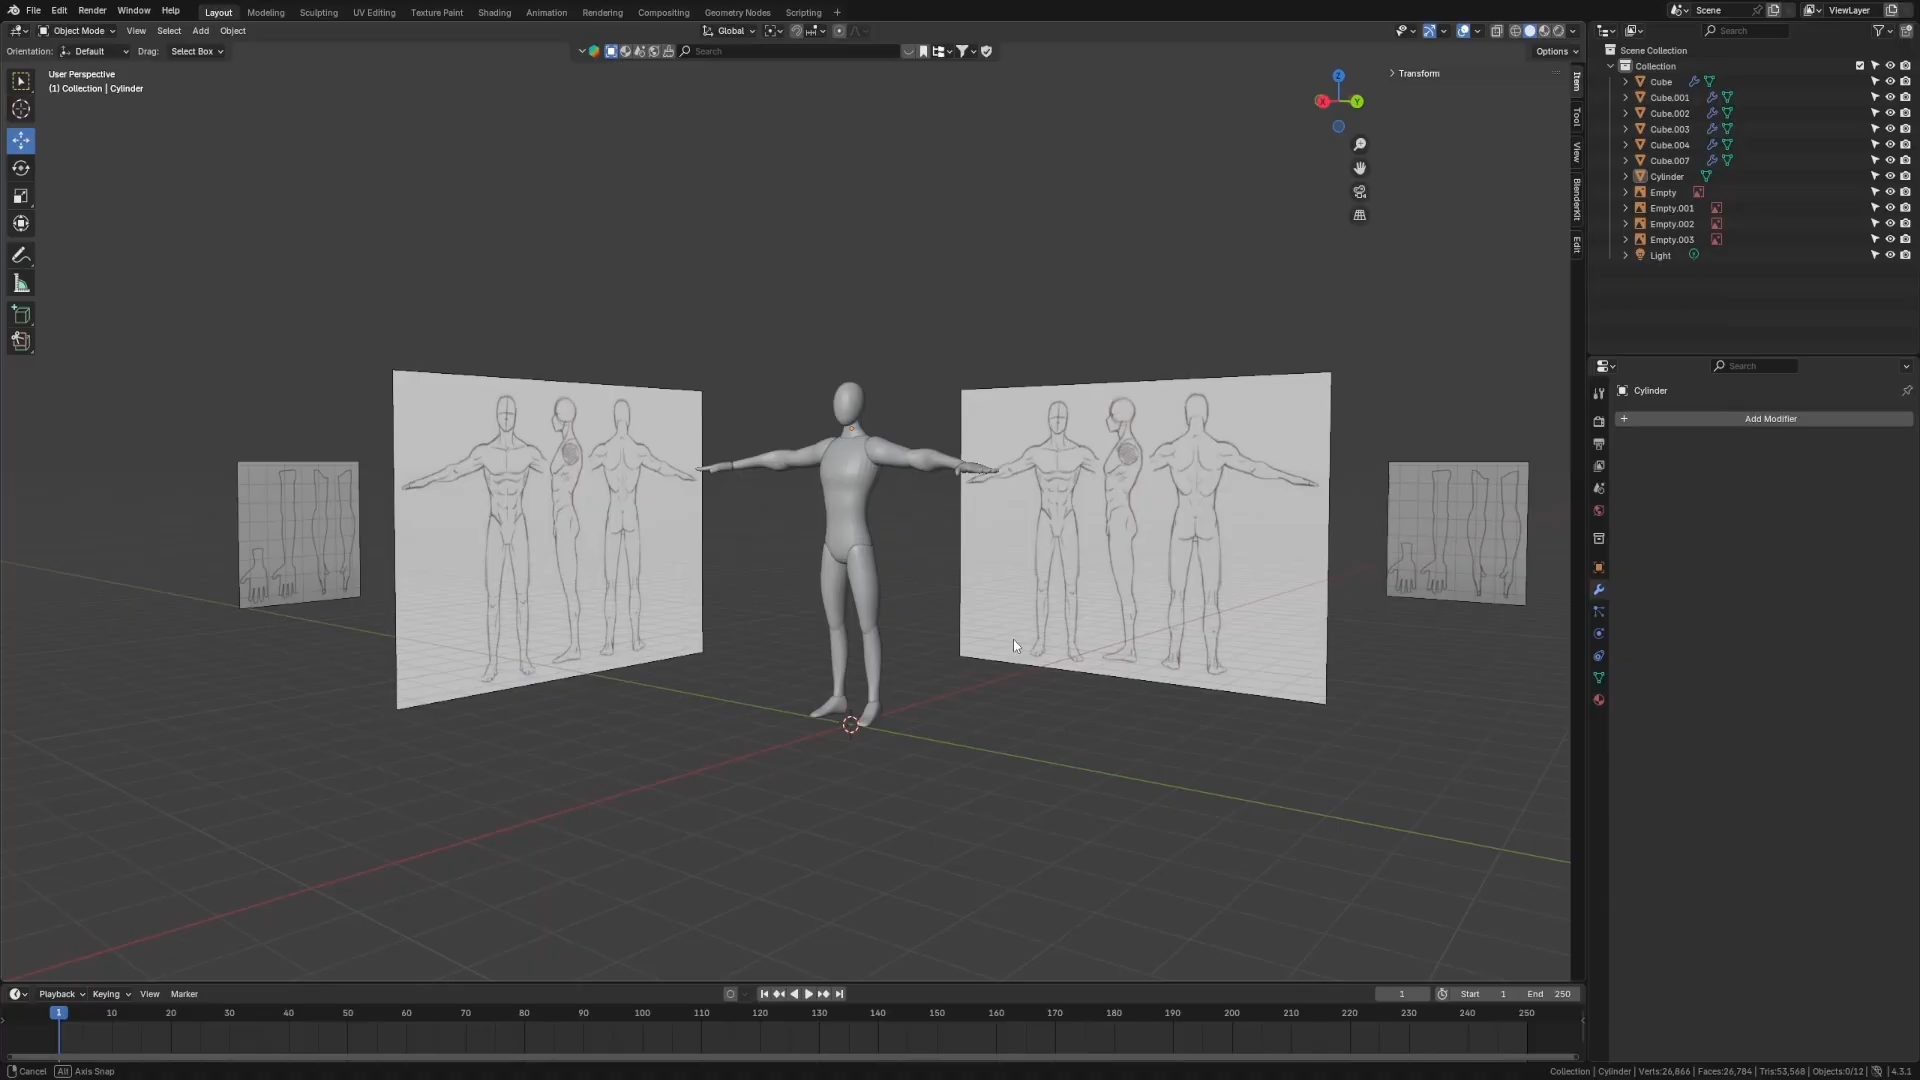 File Edit Render Window Help Layout Modeling Sculpting UV Editing Texture Paint Shading Animation Rendering Compositing Geometry Nodes Scripting + Scene ViewLayer
Object Mode View Select Add Object Global Search
Orientation: Default Drag: Select Box Search Options
User Perspective
(1) Collection | Cylinder
Z
X Y
Transform
Item
Tool
View
BlenderKit
Edit
Scene Collection
Collection
Cube
Cube.001
Cube.002
Cube.003
Cube.004
Cube.007
Cylinder
Empty
Empty.001
Empty.002
Empty.003
Light
Search
Cylinder
+ Add Modifier
Playback Keying View Marker 1 Start 1 End 250
1 10 20 30 40 50 60 70 80 90 100 110 120 130 140 150 160 170 180 190 200 210 220 230 240 250
Cancel Alt Axis Snap Collection | Cylinder | Verts:26,866 | Faces:26,784 | Tris:53,568 | Objects:0/12 | 4.3.1